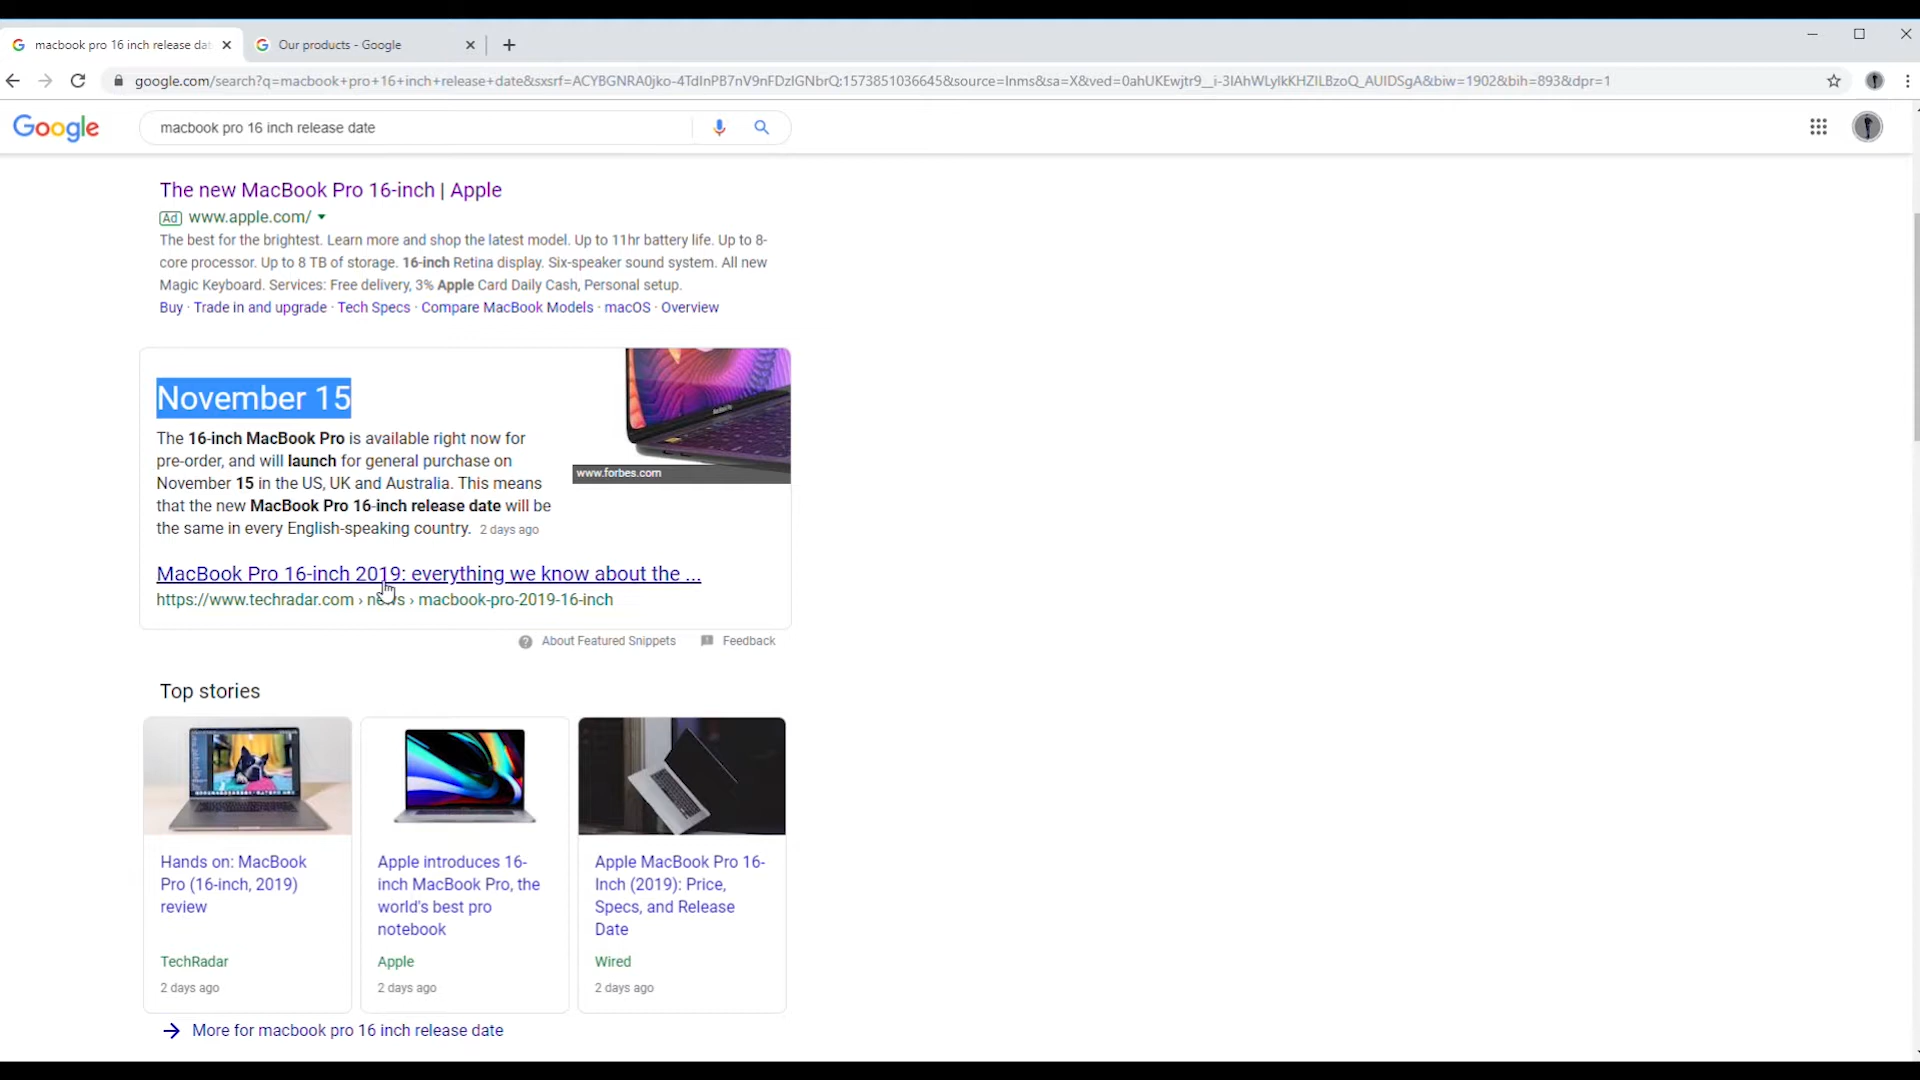 macbook pro 16 inch release dat
Our products - Google
google.com/search?q=macbook+pro+16+inch+release+date&sxsrf=ACYBGNRA0jko-4TdInPB7nV9nFDzIGNbrQ:1573851036645&source=lnms&sa=X&ved=0ahUKEwjtr9__i-3lAhWLylkKHZILBzoQ_AUIDSgA&biw=1902&bih=893&dpr=1
Google
macbook pro 16 inch release date
The new MacBook Pro 16-inch | Apple
Ad www.apple.com/
The best for the brightest. Learn more and shop the latest model. Up to 11hr battery life. Up to 8-
core processor. Up to 8 TB of storage. 16-inch Retina display. Six-speaker sound system. All new
Magic Keyboard. Services: Free delivery, 3% Apple Card Daily Cash, Personal setup.
Buy · Trade in and upgrade · Tech Specs · Compare MacBook Models · macOS · Overview
November 15
The 16-inch MacBook Pro is available right now for
pre-order, and will launch for general purchase on
November 15 in the US, UK and Australia. This means
that the new MacBook Pro 16-inch release date will be
the same in every English-speaking country. 2 days ago
www.forbes.com
MacBook Pro 16-inch 2019: everything we know about the ...
https://www.techradar.com › news › macbook-pro-2019-16-inch
About Featured Snippets
Feedback
Top stories
Hands on: MacBook
Pro (16-inch, 2019)
review
TechRadar
2 days ago
Apple introduces 16-
inch MacBook Pro, the
world's best pro
notebook
Apple
2 days ago
Apple MacBook Pro 16-
Inch (2019): Price,
Specs, and Release
Date
Wired
2 days ago
More for macbook pro 16 inch release date